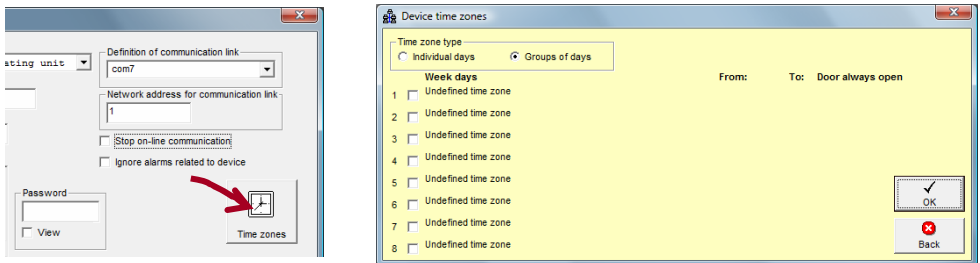 Definition of communication link
ating unit
com7
Network address for communication link
1
Stop on-line communication
Ignore alarms related to device
Password
View
Time zones
Device time zones
Time zone type
Individual days
Groups of days
Week days From: To: Door always open
1 Undefined time zone
2 Undefined time zone
3 Undefined time zone
4 Undefined time zone
5 Undefined time zone
6 Undefined time zone
7 Undefined time zone
8 Undefined time zone
OK
Back